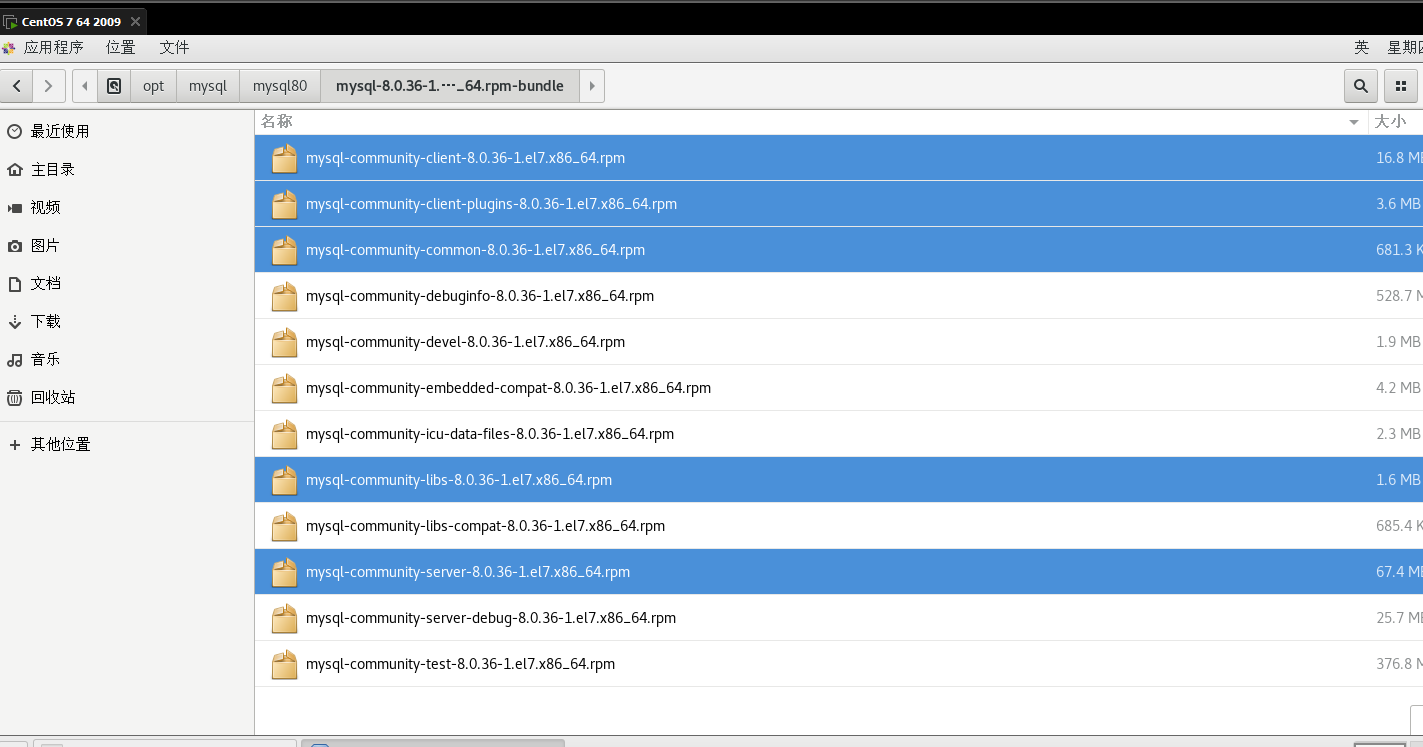 CentOS 7 64 2009
应用程序 位置 文件 英 星期四
opt mysql mysql80 mysql-8.0.36-1.⋯_64.rpm-bundle
最近使用
主目录
视频
图片
文档
下载
音乐
回收站
其他位置
名称 大小
mysql-community-client-8.0.36-1.el7.x86_64.rpm 16.8 MB
mysql-community-client-plugins-8.0.36-1.el7.x86_64.rpm 3.6 MB
mysql-community-common-8.0.36-1.el7.x86_64.rpm 681.3 K
mysql-community-debuginfo-8.0.36-1.el7.x86_64.rpm 528.7 M
mysql-community-devel-8.0.36-1.el7.x86_64.rpm 1.9 MB
mysql-community-embedded-compat-8.0.36-1.el7.x86_64.rpm 4.2 MB
mysql-community-icu-data-files-8.0.36-1.el7.x86_64.rpm 2.3 MB
mysql-community-libs-8.0.36-1.el7.x86_64.rpm 1.6 MB
mysql-community-libs-compat-8.0.36-1.el7.x86_64.rpm 685.4 K
mysql-community-server-8.0.36-1.el7.x86_64.rpm 67.4 MB
mysql-community-server-debug-8.0.36-1.el7.x86_64.rpm 25.7 MB
mysql-community-test-8.0.36-1.el7.x86_64.rpm 376.8 M